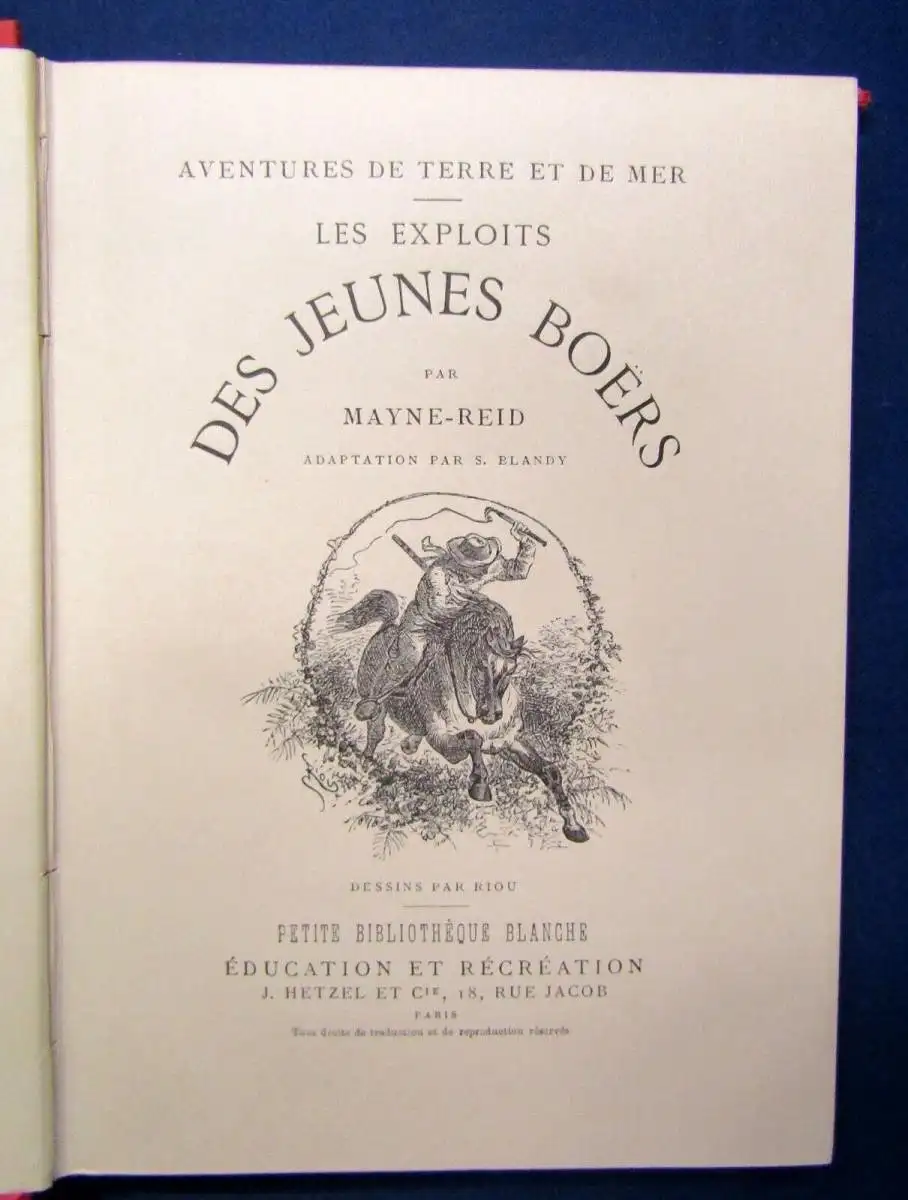 AVENTURES DE TERRE ET DE MER
LES EXPLOITS
DES JEUNES BOËRS
PAR
MAYNE-REID
ADAPTATION PAR S. BLANDY
DESSINS PAR RIOU
PETITE BIBLIOTHÈQUE BLANCHE
ÉDUCATION ET RÉCRÉATION
J. HETZEL ET Cᴵᴱ, 18, RUE JACOB
PARIS
Tous droits de traduction et de reproduction réservés